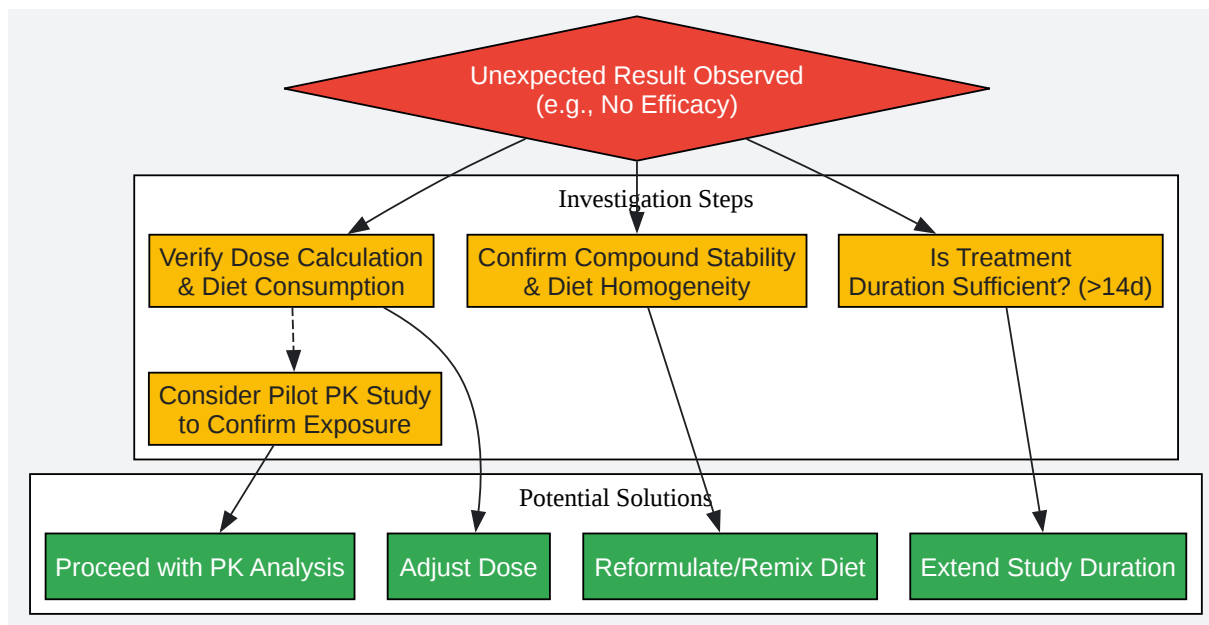 Unexpected Result Observed
(e.g., No Efficacy)
Investigation Steps
Verify Dose Calculation
& Diet Consumption
Confirm Compound Stability
& Diet Homogeneity
Is Treatment
Duration Sufficient? (>14d)
Consider Pilot PK Study
to Confirm Exposure
Potential Solutions
Proceed with PK Analysis
Adjust Dose
Reformulate/Remix Diet
Extend Study Duration